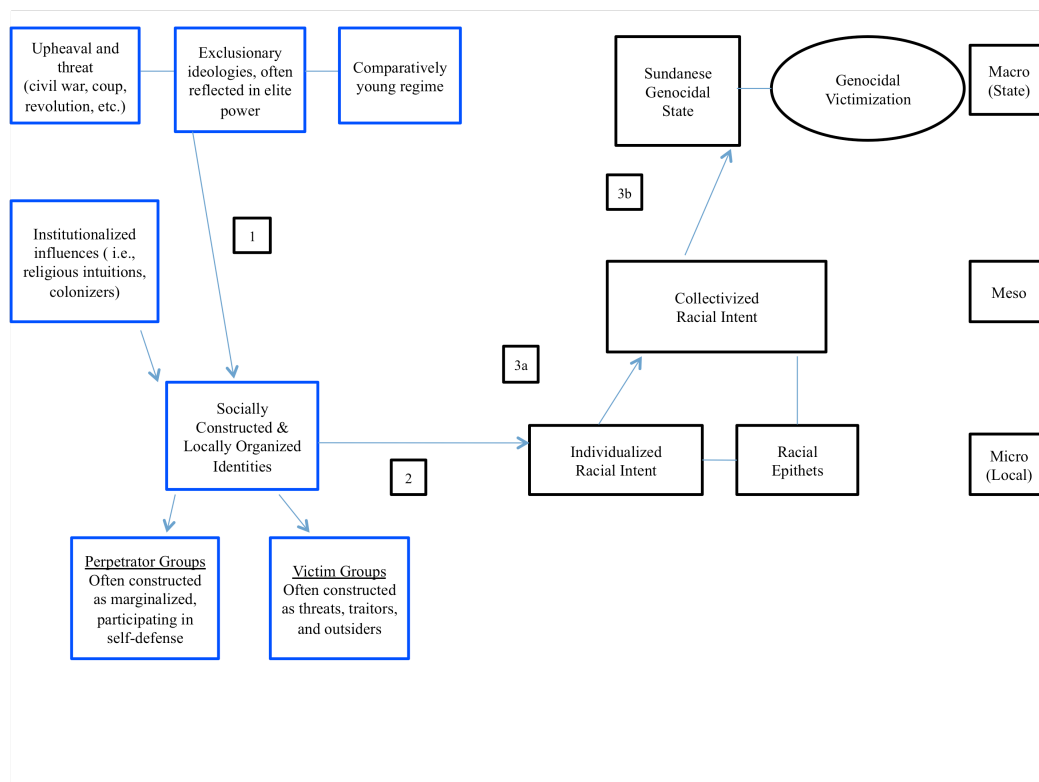 Upheaval and
threat
(civil war, coup,
revolution, etc.)
Exclusionary
ideologies, often
reflected in elite
power
Comparatively
young regime
Sundanese
Genocidal
State
Genocidal
Victimization
Macro
(State)
3b
Institutionalized
influences ( i.e.,
religious intuitions,
colonizers)
1
Collectivized
Racial Intent
Meso
3a
Socially
Constructed &
Locally Organized
Identities
2
Individualized
Racial Intent
Racial
Epithets
Micro
(Local)
Perpetrator Groups
Often constructed
as marginalized,
participating in
self-defense
Victim Groups
Often constructed
as threats, traitors,
and outsiders